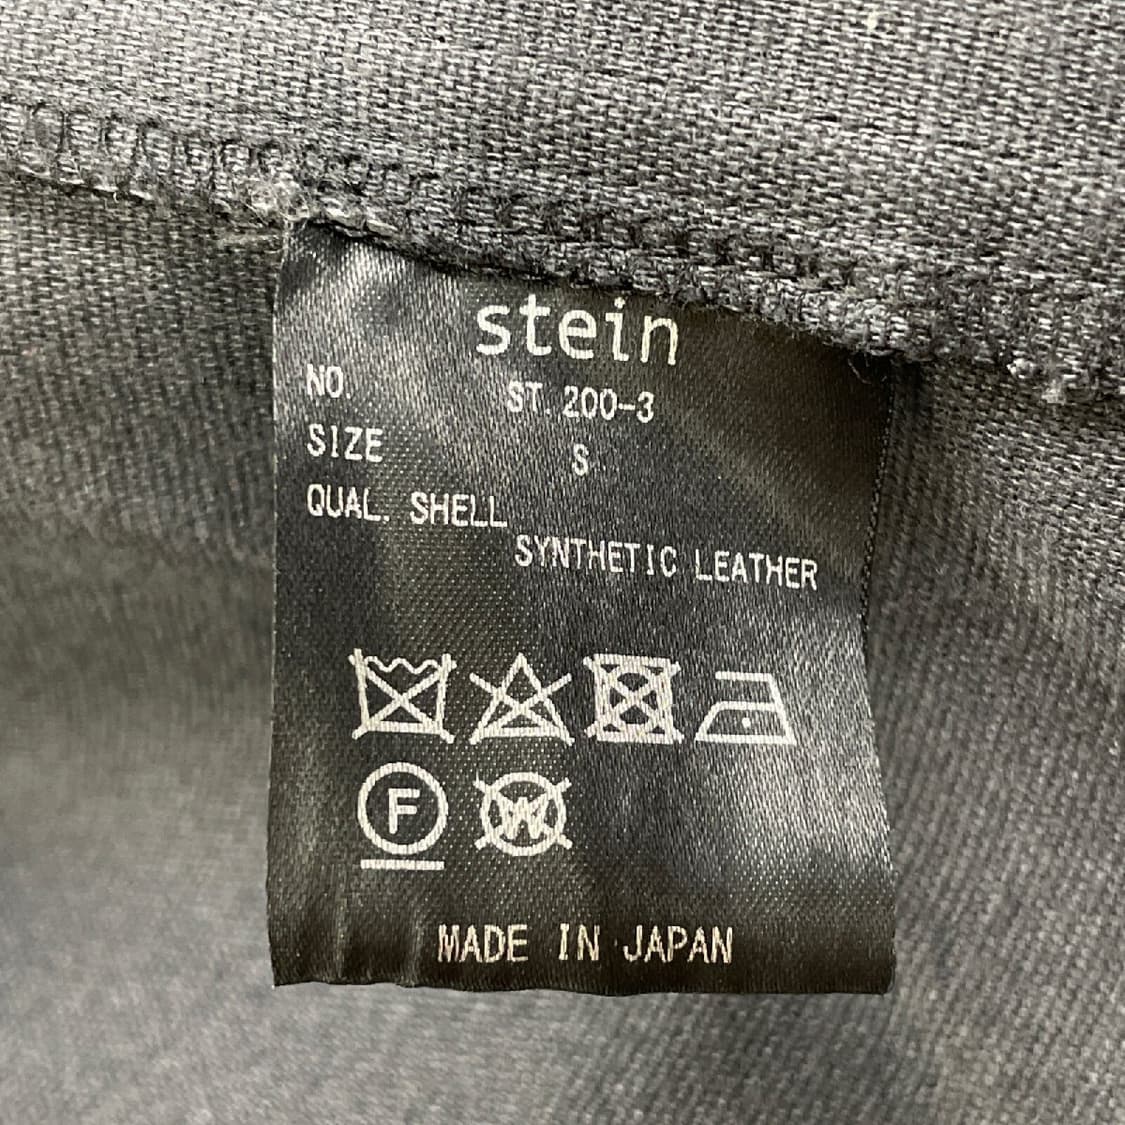 stein
NO ST. 200-3
SIZE S
QUAL. SHELL
SYNTHETIC LEATHER
F W
MADE IN JAPAN